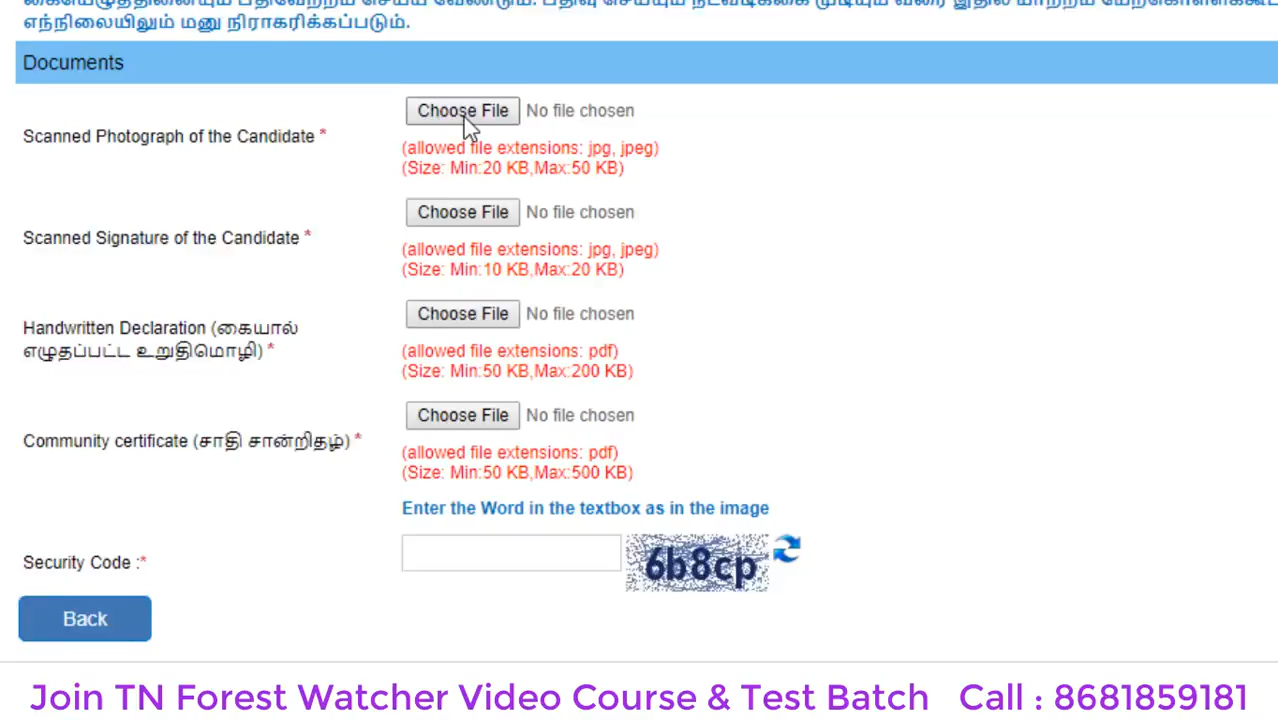 எந்நிலையிலும் மனு நிராகரிக்கப்படும்.
Documents
Scanned Photograph of the Candidate *
Choose File No file chosen
(allowed file extensions: jpg, jpeg)
(Size: Min:20 KB,Max:50 KB)
Scanned Signature of the Candidate *
Choose File No file chosen
(allowed file extensions: jpg, jpeg)
(Size: Min:10 KB,Max:20 KB)
Handwritten Declaration (கையால்
எழுதப்பட்ட உறுதிமொழி) *
Choose File No file chosen
(allowed file extensions: pdf)
(Size: Min:50 KB,Max:200 KB)
Community certificate (சாதி சான்றிதழ்) *
Choose File No file chosen
(allowed file extensions: pdf)
(Size: Min:50 KB,Max:500 KB)
Enter the Word in the textbox as in the image
Security Code :*
6b8cp
Back
Join TN Forest Watcher Video Course & Test Batch Call : 8681859181